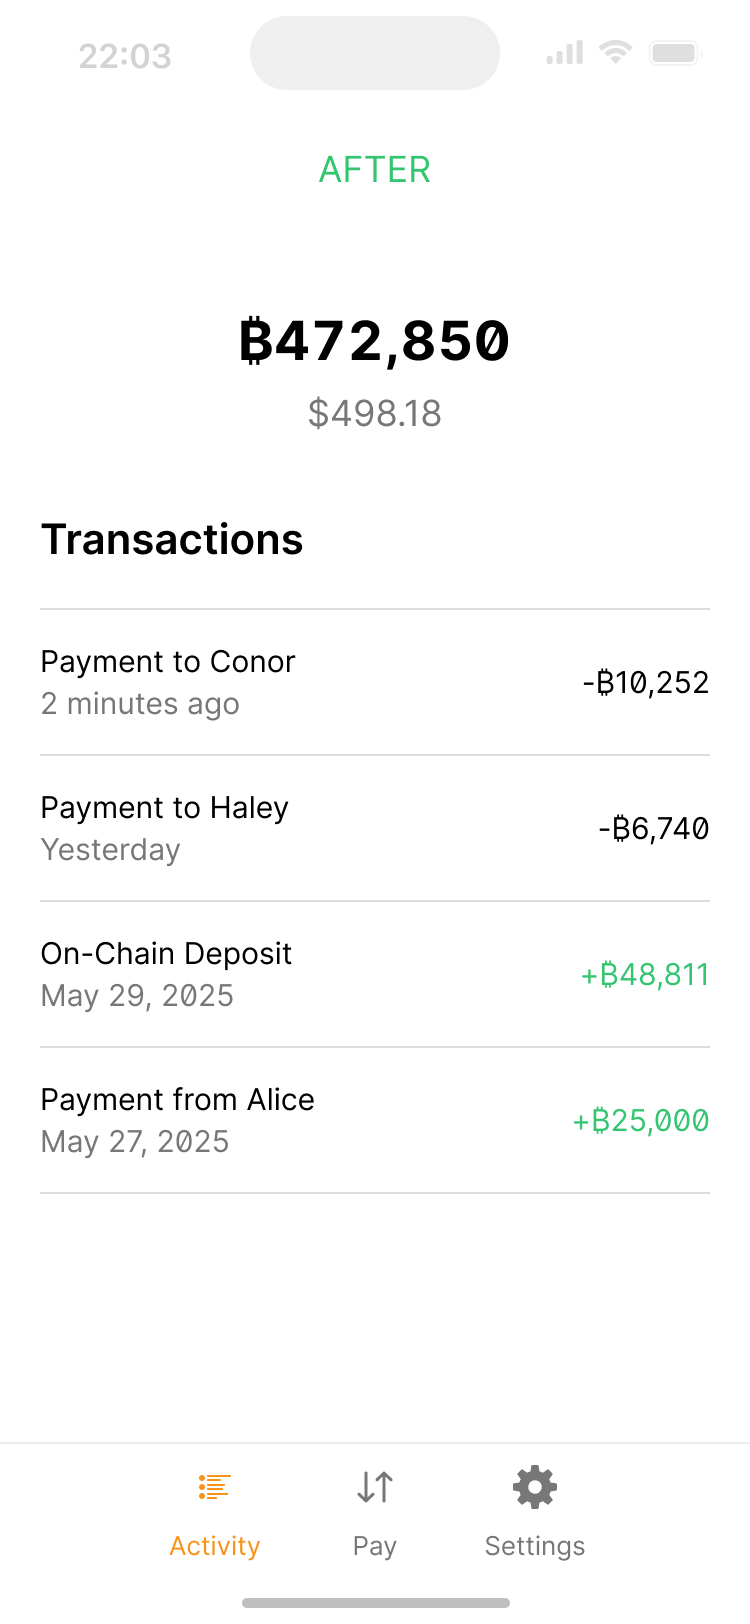 22:03
AFTER
₿472,850
$498.18
Transactions
Payment to Conor
2 minutes ago
-₿10,252
Payment to Haley
Yesterday
-₿6,740
On-Chain Deposit
May 29, 2025
+₿48,811
Payment from Alice
May 27, 2025
+₿25,000
Activity
Pay
Settings